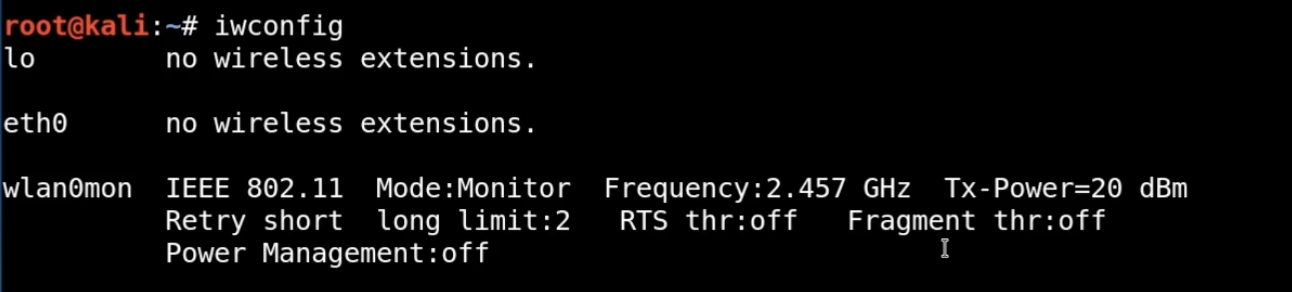 root@kali:~# iwconfig
lo        no wireless extensions.
eth0      no wireless extensions.
wlan0mon  IEEE 802.11  Mode:Monitor  Frequency:2.457 GHz  Tx-Power=20 dBm
          Retry short  long limit:2   RTS thr:off   Fragment thr:off
          Power Management:off